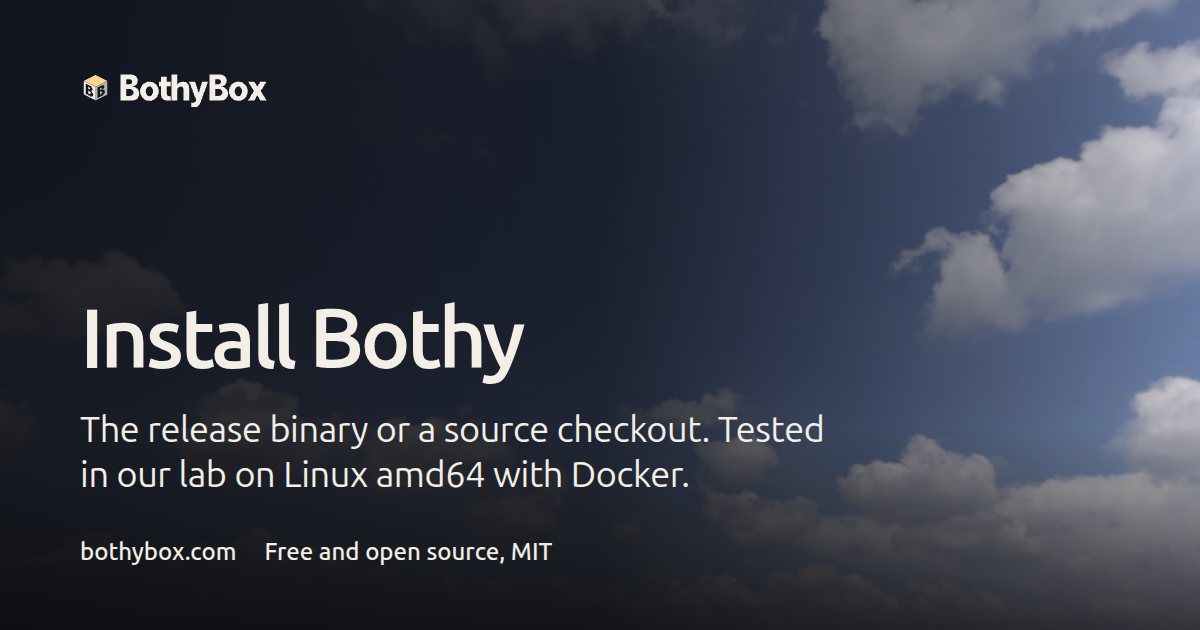 BothyBox
Install Bothy
The release binary or a source checkout. Tested
in our lab on Linux amd64 with Docker.
bothybox.com Free and open source, MIT